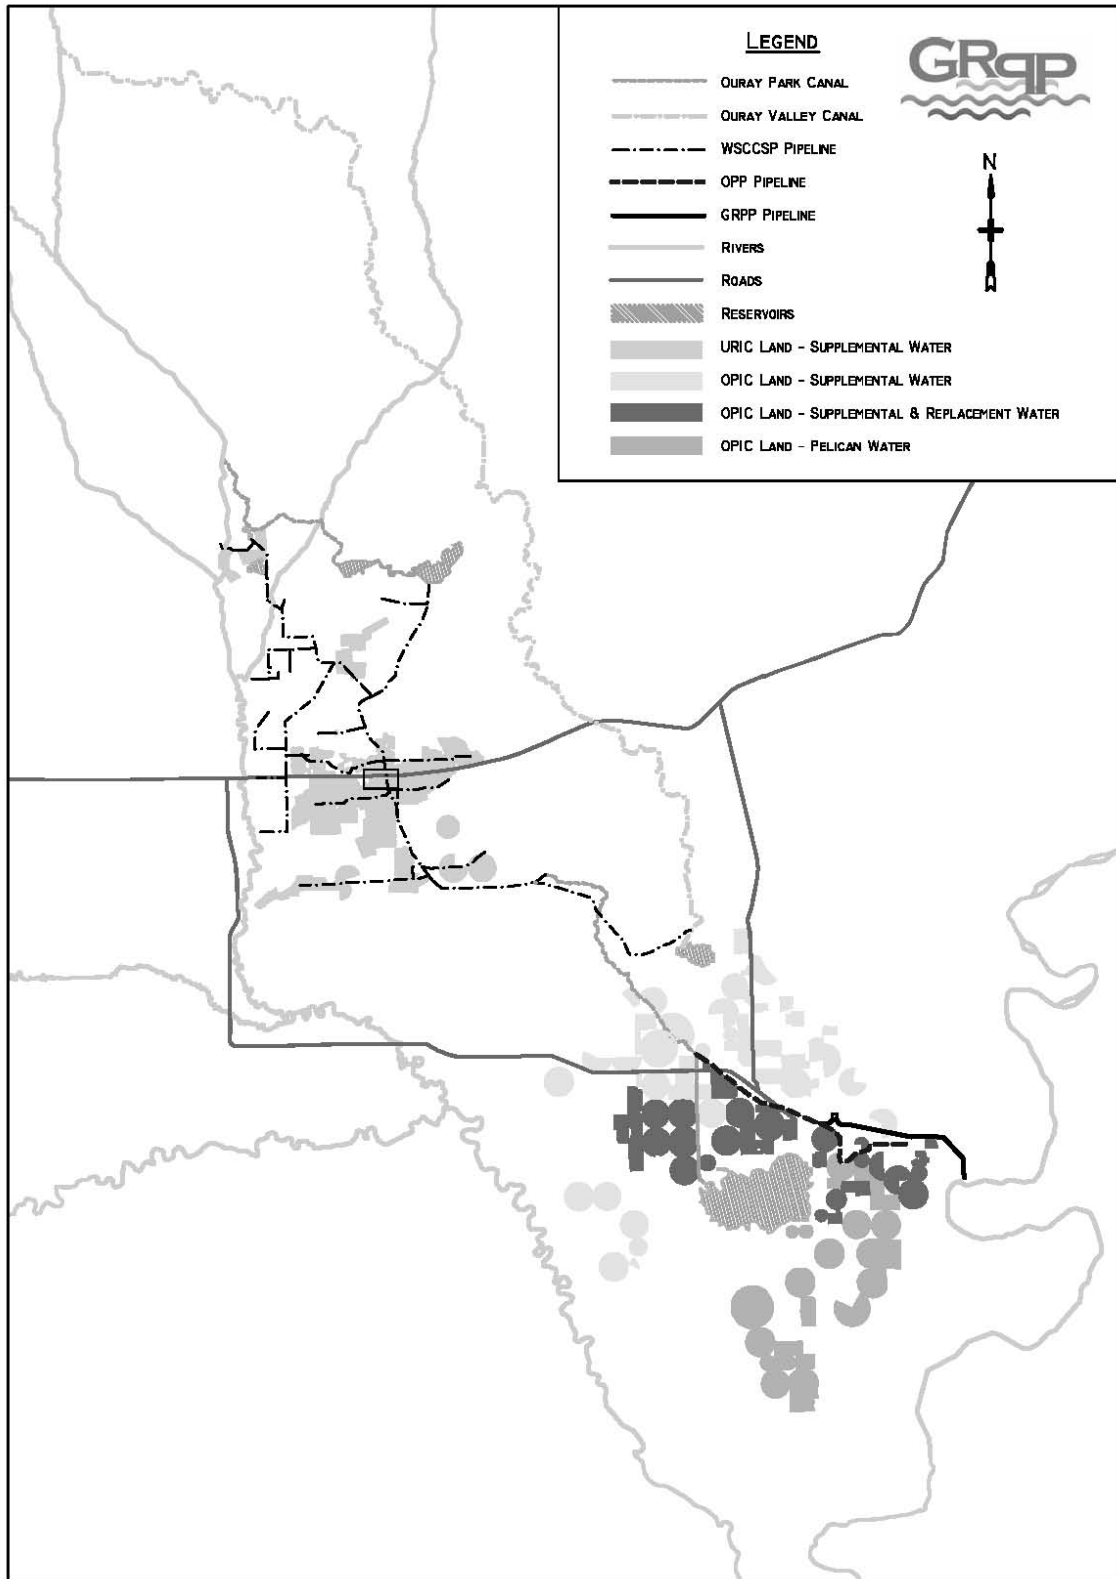 LEGEND
GRPP
OURAY PARK CANAL
OURAY VALLEY CANAL
WSCCSP PIPELINE
N
OPP PIPELINE
GRPP PIPELINE
RIVERS
ROADS
RESERVOIRS
URIC LAND - SUPPLEMENTAL WATER
OPIC LAND - SUPPLEMENTAL WATER
OPIC LAND - SUPPLEMENTAL & REPLACEMENT WATER
OPIC LAND - PELICAN WATER